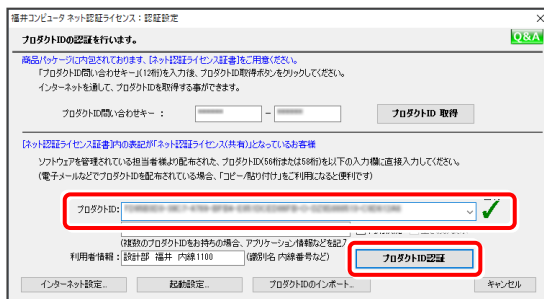 福井コンピュータ ネット認証ライセンス：認証設定
プロダクトIDの認証を行います。
Q&A
商品パッケージに内包されております、[ネット認証ライセンス証書]をご用意ください。
「プロダクトID問い合わせキー」(12桁)を入力後、プロダクトID取得ボタンをクリックしてください。
インターネットを通して、プロダクトIDを取得する事ができます。
プロダクトID問い合わせキー： - プロダクトID 取得
[ネット認証ライセンス証書]内の表記が「ネット認証ライセンス(共有)」となっているお客様
ソフトウェアを管理されている担当者様より配布された、プロダクトID(56桁または58桁)を以下の入力欄に直接入力してください。
(電子メールなどでプロダクトIDを配布されている場合、「コピー/貼り付け」をご利用になると便利です)
プロダクトID:
(複数のプロダクトIDをお持ちの場合、アプリケーション情報などを記入
利用者情報： 設計部 福井 内線1100 (識別名 内線番号など) プロダクトID認証
インターネット設定... 起動設定... プロダクトIDのインポート... キャンセル